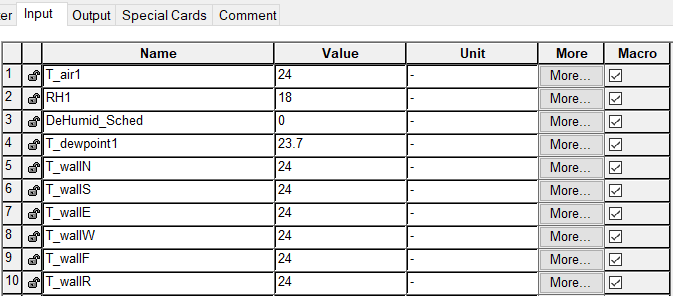 ter Input Output Special Cards Comment
Name Value Unit More Macro
1 T_air1 24 - More...
2 RH1 18 - More...
3 DeHumid_Sched 0 - More...
4 T_dewpoint1 23.7 - More...
5 T_wallN 24 - More...
6 T_wallS 24 - More...
7 T_wallE 24 - More...
8 T_wallW 24 - More...
9 T_wallF 24 - More...
10 T_wallR 24 - More...